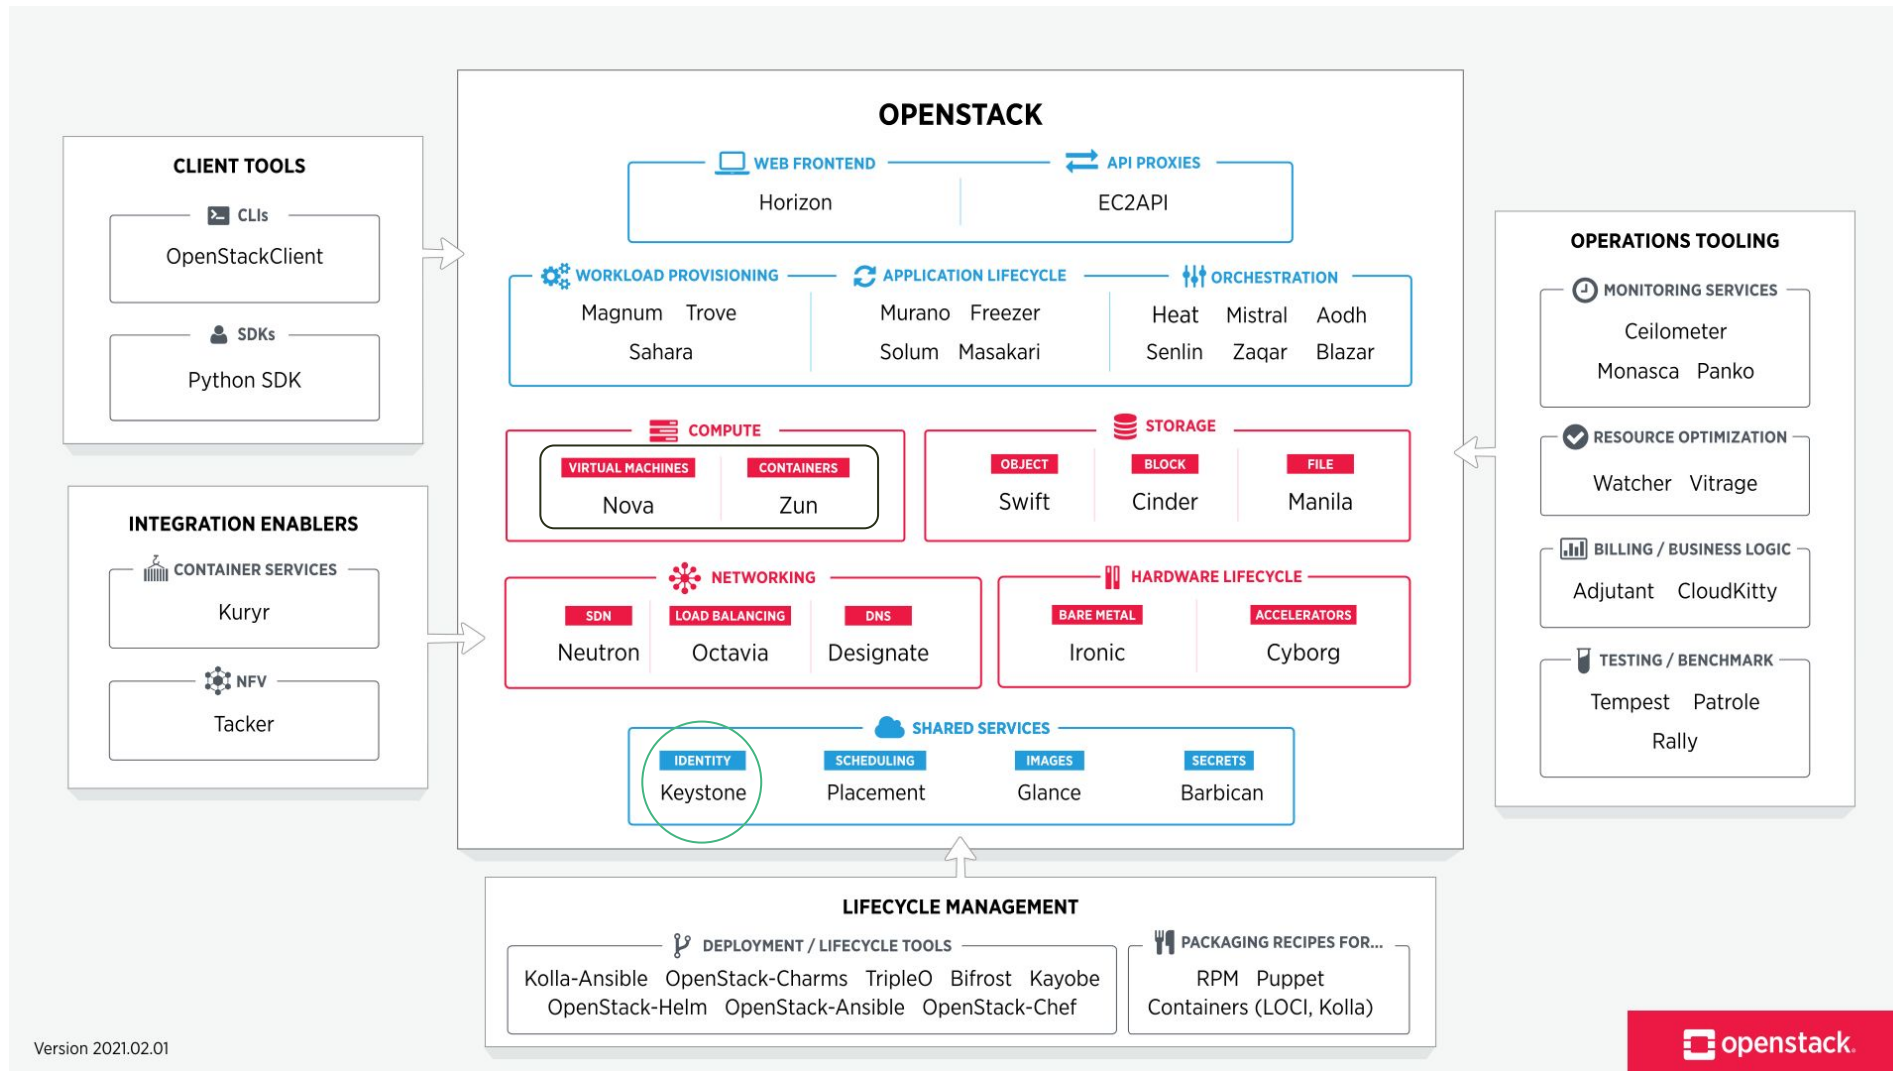 OPENSTACK
WEB FRONTEND
API PROXIES
Horizon
EC2API
WORKLOAD PROVISIONING
APPLICATION LIFECYCLE
ORCHESTRATION
Magnum Trove
Sahara
Murano Freezer
Solum Masakari
Heat Mistral Aodh
Senlin Zaqar Blazar
COMPUTE
VIRTUAL MACHINES
CONTAINERS
Nova
Zun
STORAGE
OBJECT
BLOCK
FILE
Swift
Cinder
Manila
NETWORKING
SDN
LOAD BALANCING
DNS
Neutron
Octavia
Designate
HARDWARE LIFECYCLE
BARE METAL
ACCELERATORS
Ironic
Cyborg
SHARED SERVICES
IDENTITY
SCHEDULING
IMAGES
SECRETS
Keystone
Placement
Glance
Barbican
CLIENT TOOLS
CLIs
OpenStackClient
SDKs
Python SDK
INTEGRATION ENABLERS
CONTAINER SERVICES
Kuryr
NFV
Tacker
OPERATIONS TOOLING
MONITORING SERVICES
Ceilometer
Monasca Panko
RESOURCE OPTIMIZATION
Watcher Vitrage
BILLING / BUSINESS LOGIC
Adjutant CloudKitty
TESTING / BENCHMARK
Tempest Patrole
Rally
LIFECYCLE MANAGEMENT
DEPLOYMENT / LIFECYCLE TOOLS
Kolla-Ansible OpenStack-Charms TripleO Bifrost Kayobe
OpenStack-Helm OpenStack-Ansible OpenStack-Chef
PACKAGING RECIPES FOR...
RPM Puppet
Containers (LOCI, Kolla)
Version 2021.02.01
openstack.